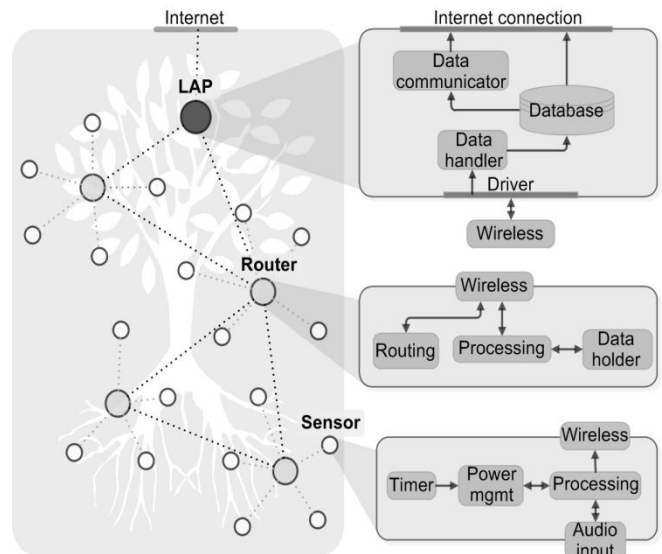 Internet
LAP
Router
Sensor
Internet connection
Data
communicator
Database
Data
handler
Driver
Wireless
Wireless
Routing
Processing
Data
holder
Wireless
Timer
Power
mgmt
Processing
Audio
input